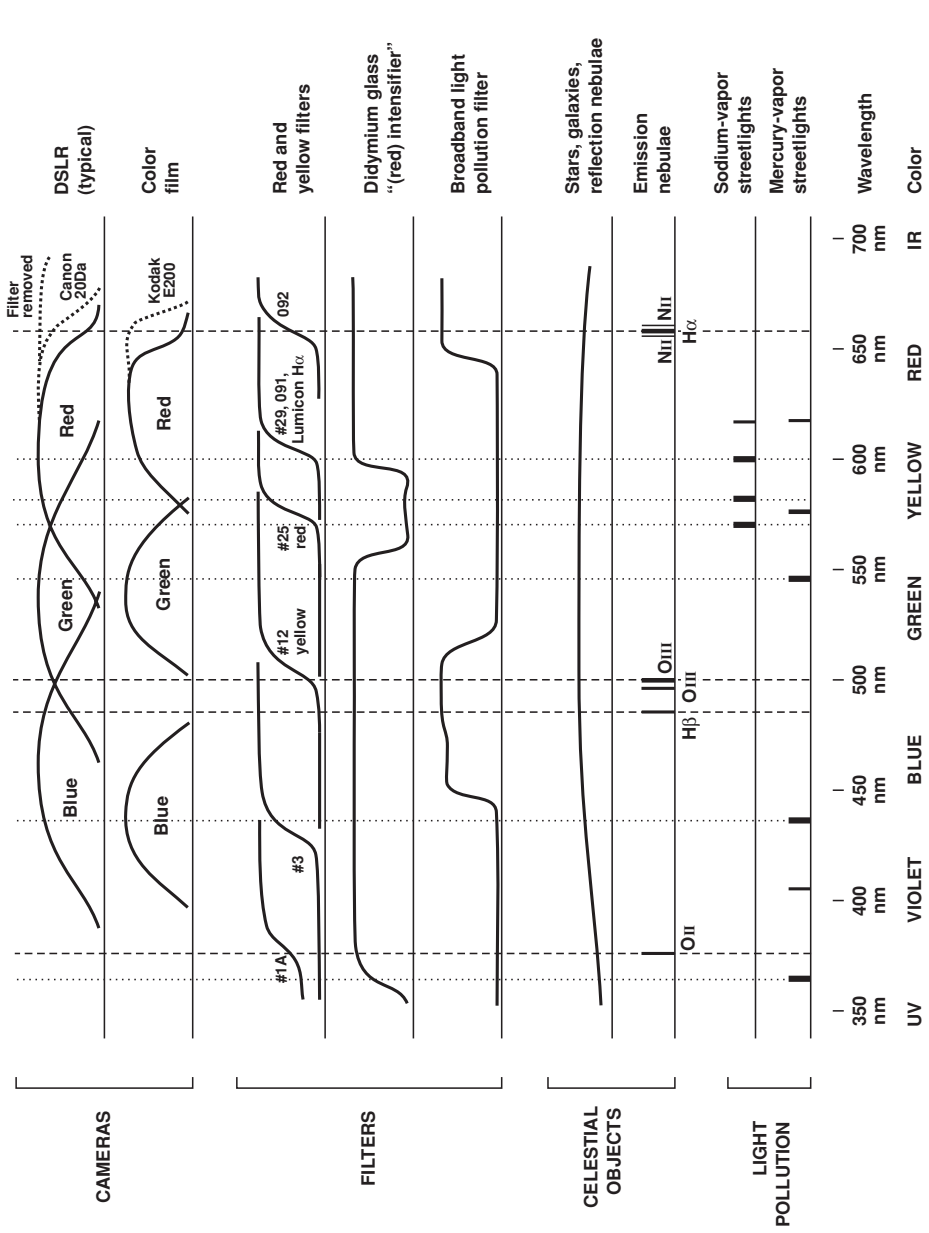 CAMERAS
Filter
removed
Canon
20Da
Blue
Green
Red
DSLR
(typical)
Kodak
E200
Blue
Green
Red
Color
film
FILTERS
#1A
#3
#12
yellow
#25
red
#29, 091,
Lumicon Hα
092
Red and
yellow filters
Didymium glass
“(red) intensifier”
Broadband light
pollution filter
CELESTIAL
OBJECTS
Stars, galaxies,
reflection nebulae
OII
Hβ
OIII
OIII
NII
Hα
NII
Emission
nebulae
LIGHT
POLLUTION
Sodium-vapor
streetlights
Mercury-vapor
streetlights
350
nm
400
nm
450
nm
500
nm
550
nm
600
nm
650
nm
700
nm
Wavelength
UV
VIOLET
BLUE
GREEN
YELLOW
RED
IR
Color